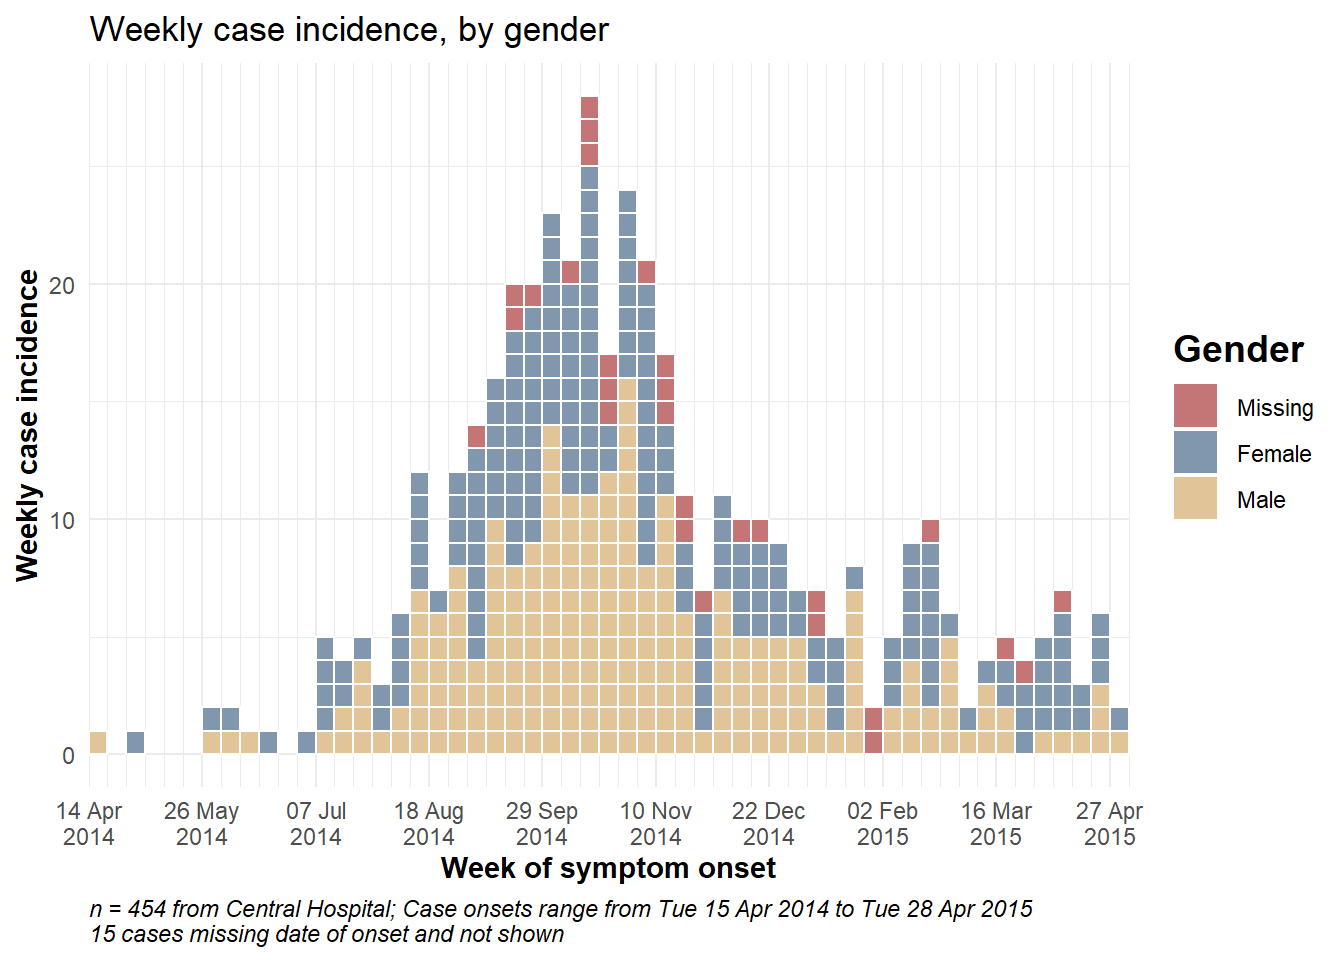 Weekly case incidence, by gender
Weekly case incidence
20
10
0
14 Apr
2014
26 May
2014
07 Jul
2014
18 Aug
2014
29 Sep
2014
10 Nov
2014
22 Dec
2014
02 Feb
2015
16 Mar
2015
27 Apr
2015
Week of symptom onset
Gender
Missing
Female
Male
n = 454 from Central Hospital; Case onsets range from Tue 15 Apr 2014 to Tue 28 Apr 2015
15 cases missing date of onset and not shown